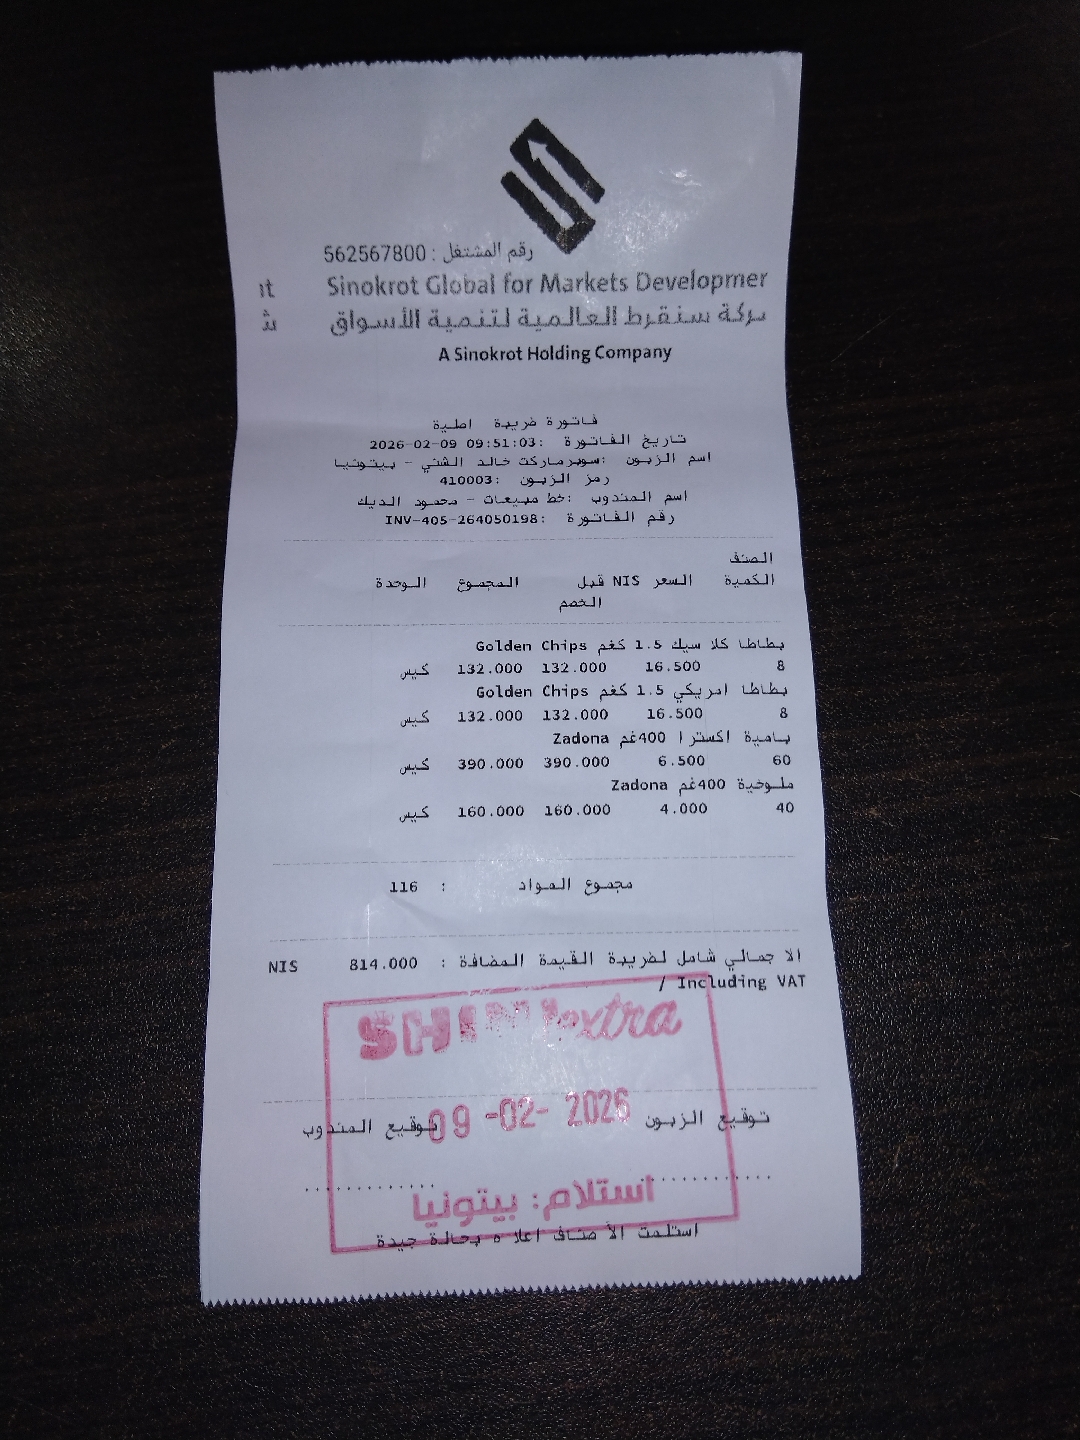 رقم المشتغل : 562567800
Sinokrot Global for Markets Developmer
nt
شركة سنقرط العالمية لتنمية الأسواق
A Sinokrot Holding Company
فاتورة ضريبة اصلية
تاريخ الفاتورة :2026-02-09 09:51:03
اسم الزبون :سوبرماركت خالد الشني - بيتونيا
رمز الزبون :410003
اسم المندوب :خط مبيعات - محمود الديك
رقم الفاتورة :INV-405-264050198
الصنف
الكمية السعر NIS قبل الخصم المجموع الوحدة
بطاطا كلاسيك 1.5 كغم Golden Chips
8 16.500 132.000 132.000 كيس
بطاطا امريكي 1.5 كغم Golden Chips
8 16.500 132.000 132.000 كيس
بامية اكسترا 400غم Zadona
60 6.500 390.000 390.000 كيس
ملوخية 400غم Zadona
40 4.000 160.000 160.000 كيس
مجموع المواد : 116
الاجمالي شامل لضريبة القيمة المضافة : 814.000 NIS
/ Including VAT
extra
09 -02- 2026
توقيع الزبون توقيع المندوب
استلام: بيتونيا
استلمت الأصناف اعلاه بحالة جيدة